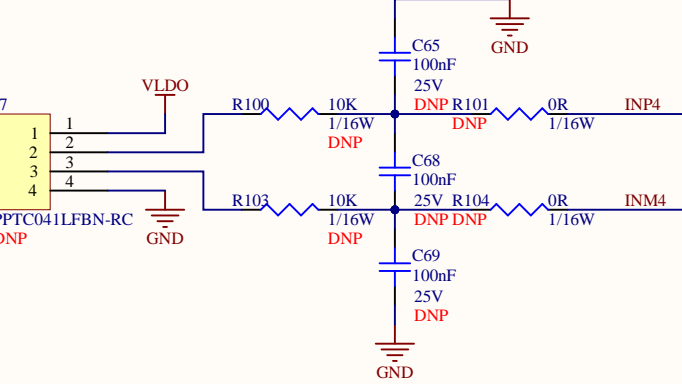 GND
C65
100nF
25V
DNP
VLDO
7
R100
10K
1/16W
DNP
R101
DNP
0R
1/16W
INP4
1
1
2
2
3
3
4
4
PPTC041LFBN-RC
DNP
GND
C68
100nF
25V
DNP
R103
10K
1/16W
DNP
R104
DNP
0R
1/16W
INM4
C69
100nF
25V
DNP
GND